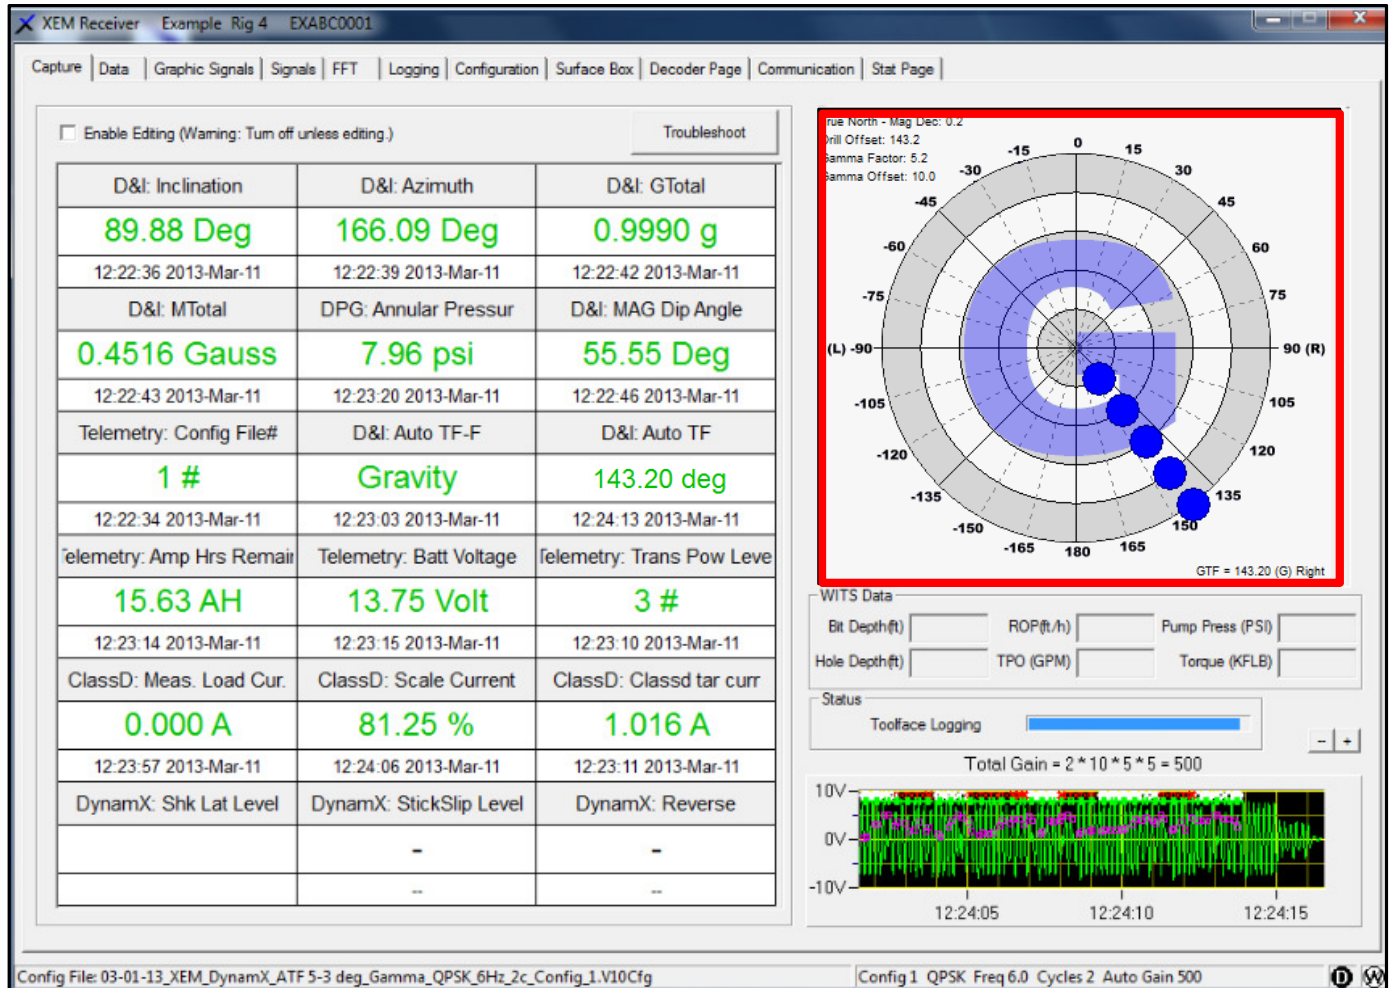 XEM Receiver Example Rig 4 EXABC0001
Capture Data Graphic Signals Signals FFT Logging Configuration Surface Box Decoder Page Communication Stat Page
Enable Editing (Warning: Turn off unless editing.) Troubleshoot
D&I: Inclination D&I: Azimuth D&I: GTotal
89.88 Deg 166.09 Deg 0.9990 g
12:22:36 2013-Mar-11 12:22:39 2013-Mar-11 12:22:42 2013-Mar-11
D&I: MTotal DPG: Annular Pressur D&I: MAG Dip Angle
0.4516 Gauss 7.96 psi 55.55 Deg
12:22:43 2013-Mar-11 12:23:20 2013-Mar-11 12:22:46 2013-Mar-11
Telemetry: Config File# D&I: Auto TF-F D&I: Auto TF
1 # Gravity 143.20 deg
12:22:34 2013-Mar-11 12:23:03 2013-Mar-11 12:24:13 2013-Mar-11
elemetry: Amp Hrs Remair Telemetry: Batt Voltage elemetry: Trans Pow Leve
15.63 AH 13.75 Volt 3 #
12:23:14 2013-Mar-11 12:23:15 2013-Mar-11 12:23:10 2013-Mar-11
ClassD: Meas. Load Cur. ClassD: Scale Current ClassD: Classd tar curr
0.000 A 81.25 % 1.016 A
12:23:57 2013-Mar-11 12:24:06 2013-Mar-11 12:23:11 2013-Mar-11
DynamX: Shk Lat Level DynamX: StickSlip Level DynamX: Reverse
- -
-- --
rue North - Mag Dec: 0.2
rill Offset: 143.2
amma Factor: 5.2
amma Offset: 10.0
-15 0 15
-30 30
-45 45
-60 60
-75 75
G
(L) -90 90 (R)
-105 105
-120 120
-135 135
-150 150
-165 180 165
GTF = 143.20 (G) Right
WITS Data
Bit Depth(ft) ROP(ft/h) Pump Press (PSI)
Hole Depth(ft) TPO (GPM) Torque (KFLB)
Status
Toolface Logging
- +
Total Gain = 2 * 10 * 5 * 5 = 500
10V
0V
-10V
12:24:05 12:24:10 12:24:15
Config File: 03-01-13_XEM_DynamX_ATF 5-3 deg_Gamma_QPSK_6Hz_2c_Config_1.V10Cfg Config 1 QPSK Freq 6.0 Cycles 2 Auto Gain 500 D W